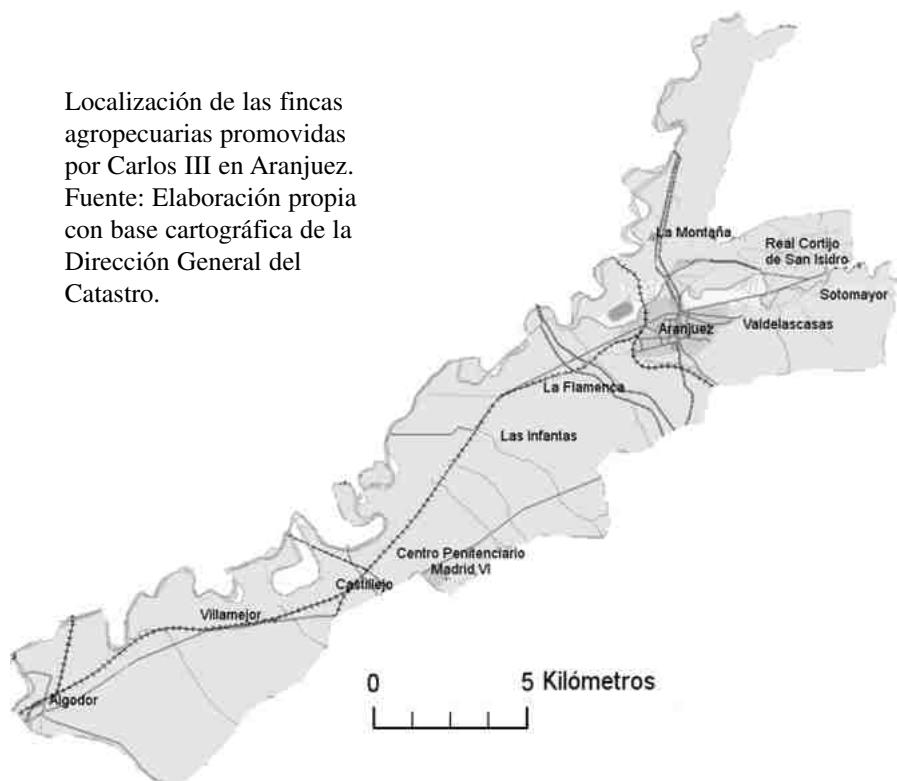 Localización de las fincas
agropecuarias promovidas
por Carlos III en Aranjuez.
Fuente: Elaboración propia
con base cartográfica de la
Dirección General del
Catastro.
La Montaña
Real Cortijo
de San Isidro
Sotomayor
Aranjuez
Valdelascasas
La Flamenca
Las Infantas
Centro Penitenciario
Madrid VI
Castillejo
Villamejor
Algodor
0 5 Kilómetros